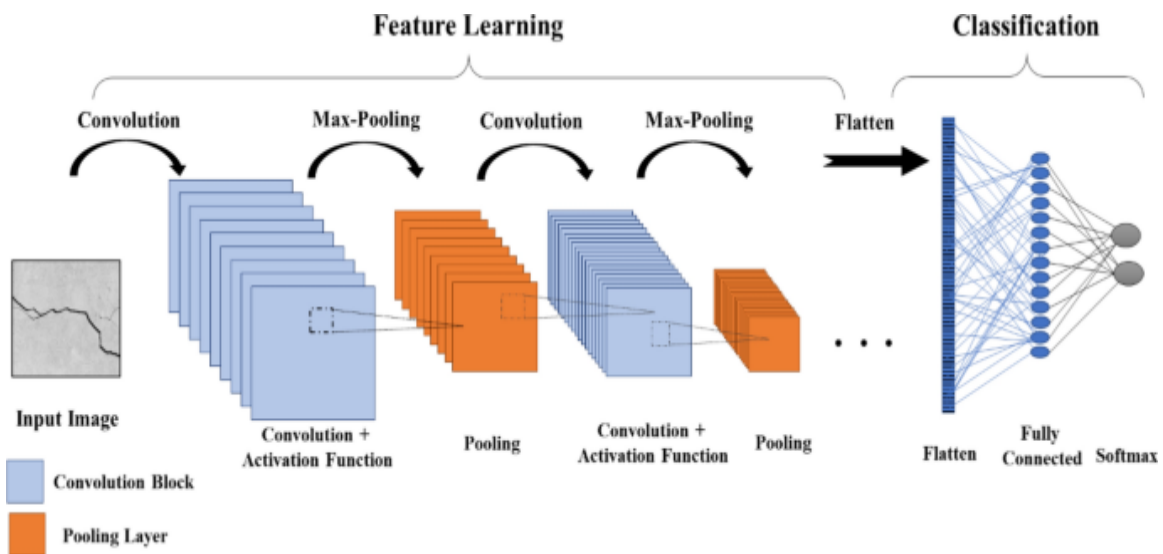 Feature Learning
Classification
Convolution
Max-Pooling
Convolution
Max-Pooling
Flatten
Input Image
Convolution +
Activation Function
Pooling
Convolution +
Activation Function
Pooling
Flatten
Fully
Connected
Softmax
Convolution Block
Pooling Layer